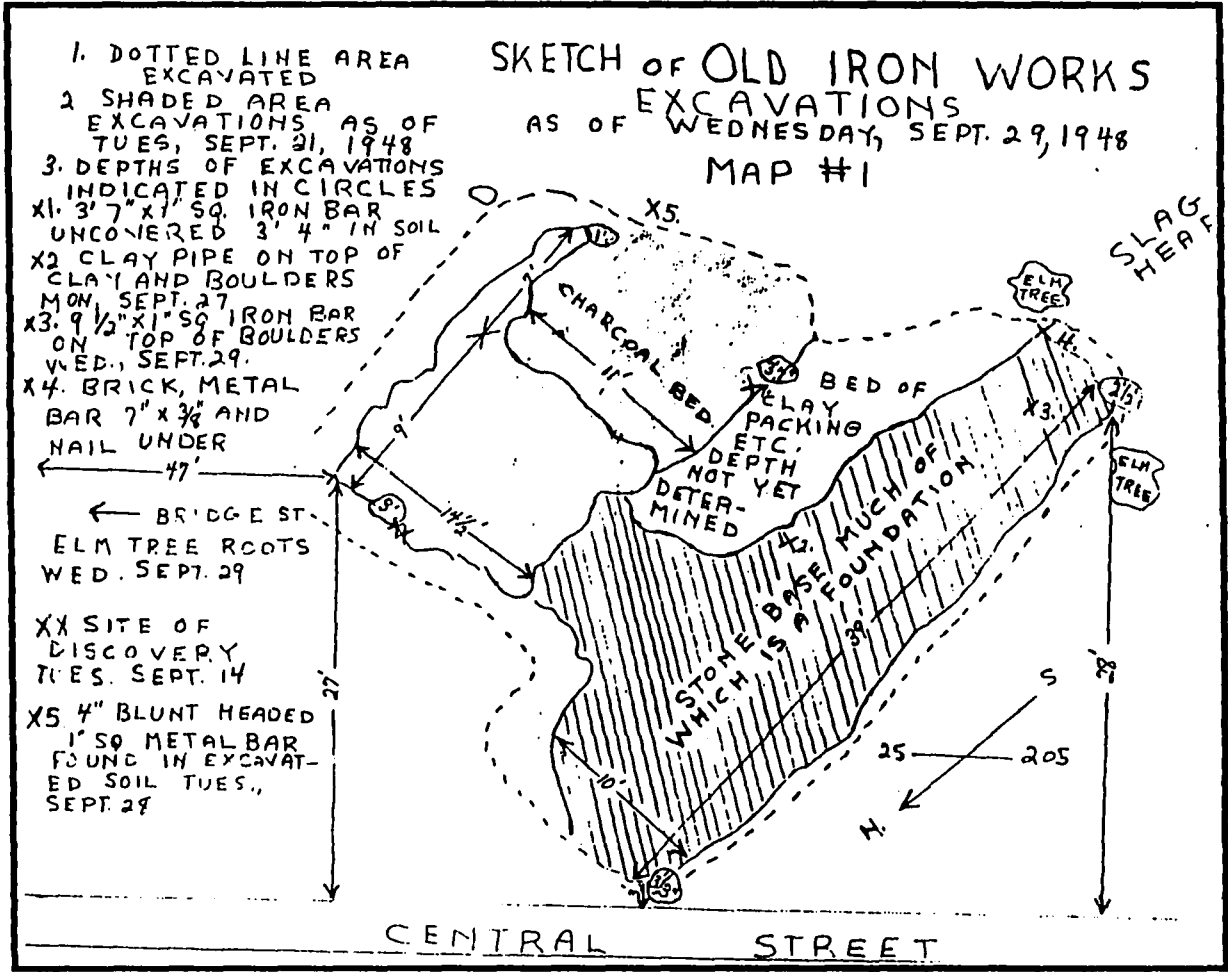 1. DOTTED LINE AREA
EXCAVATED
2 SHADED AREA
EXCAVATIONS AS OF
TUES, SEPT. 21, 1948
3. DEPTHS OF EXCAVATIONS
INDICATED IN CIRCLES
X1. 3' 7" X 1" SQ. IRON BAR
UNCOVERED 3' 4" IN SOIL
X2 CLAY PIPE ON TOP OF
CLAY AND BOULDERS
MON, SEPT. 27
X3. 9 1/2" X 1" SQ IRON BAR
ON TOP OF BOULDERS
WED., SEPT. 29.
X4. BRICK, METAL
BAR 7" X 3/8" AND
NAIL UNDER
47'
← BRIDGE ST.
ELM TREE ROOTS
WED. SEPT. 29
XX SITE OF
DISCOVERY
TUES. SEPT. 14
X5 4" BLUNT HEADED
1" SQ METAL BAR
FOUND IN EXCAVAT-
ED SOIL TUES.,
SEPT. 28
SKETCH OF OLD IRON WORKS
EXCAVATIONS
AS OF WEDNESDAY, SEPT. 29, 1948
MAP #1
X5.
SLAG
HEAP
ELM
TREE
CHARCOAL BED
11'
9'
14 1/2'
XX
BED OF
CLAY
PACKING
ETC.
DEPTH
NOT YET
DETER-
MINED
X3.
2 1/2'
ELM
TREE
X2.
STONE BASE MUCH OF
WHICH IS A FOUNDATION
39'
10'
27'
28'
S
25 205
N.
CENTRAL STREET